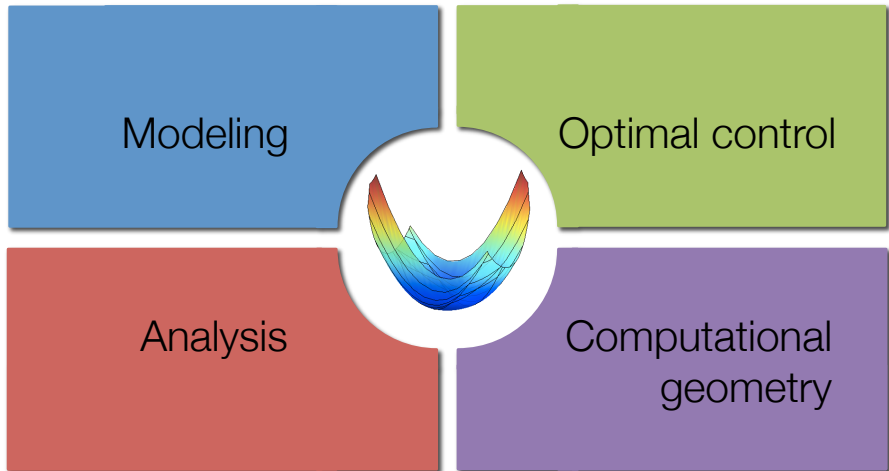 Modeling
Optimal control
Analysis
Computational
geometry